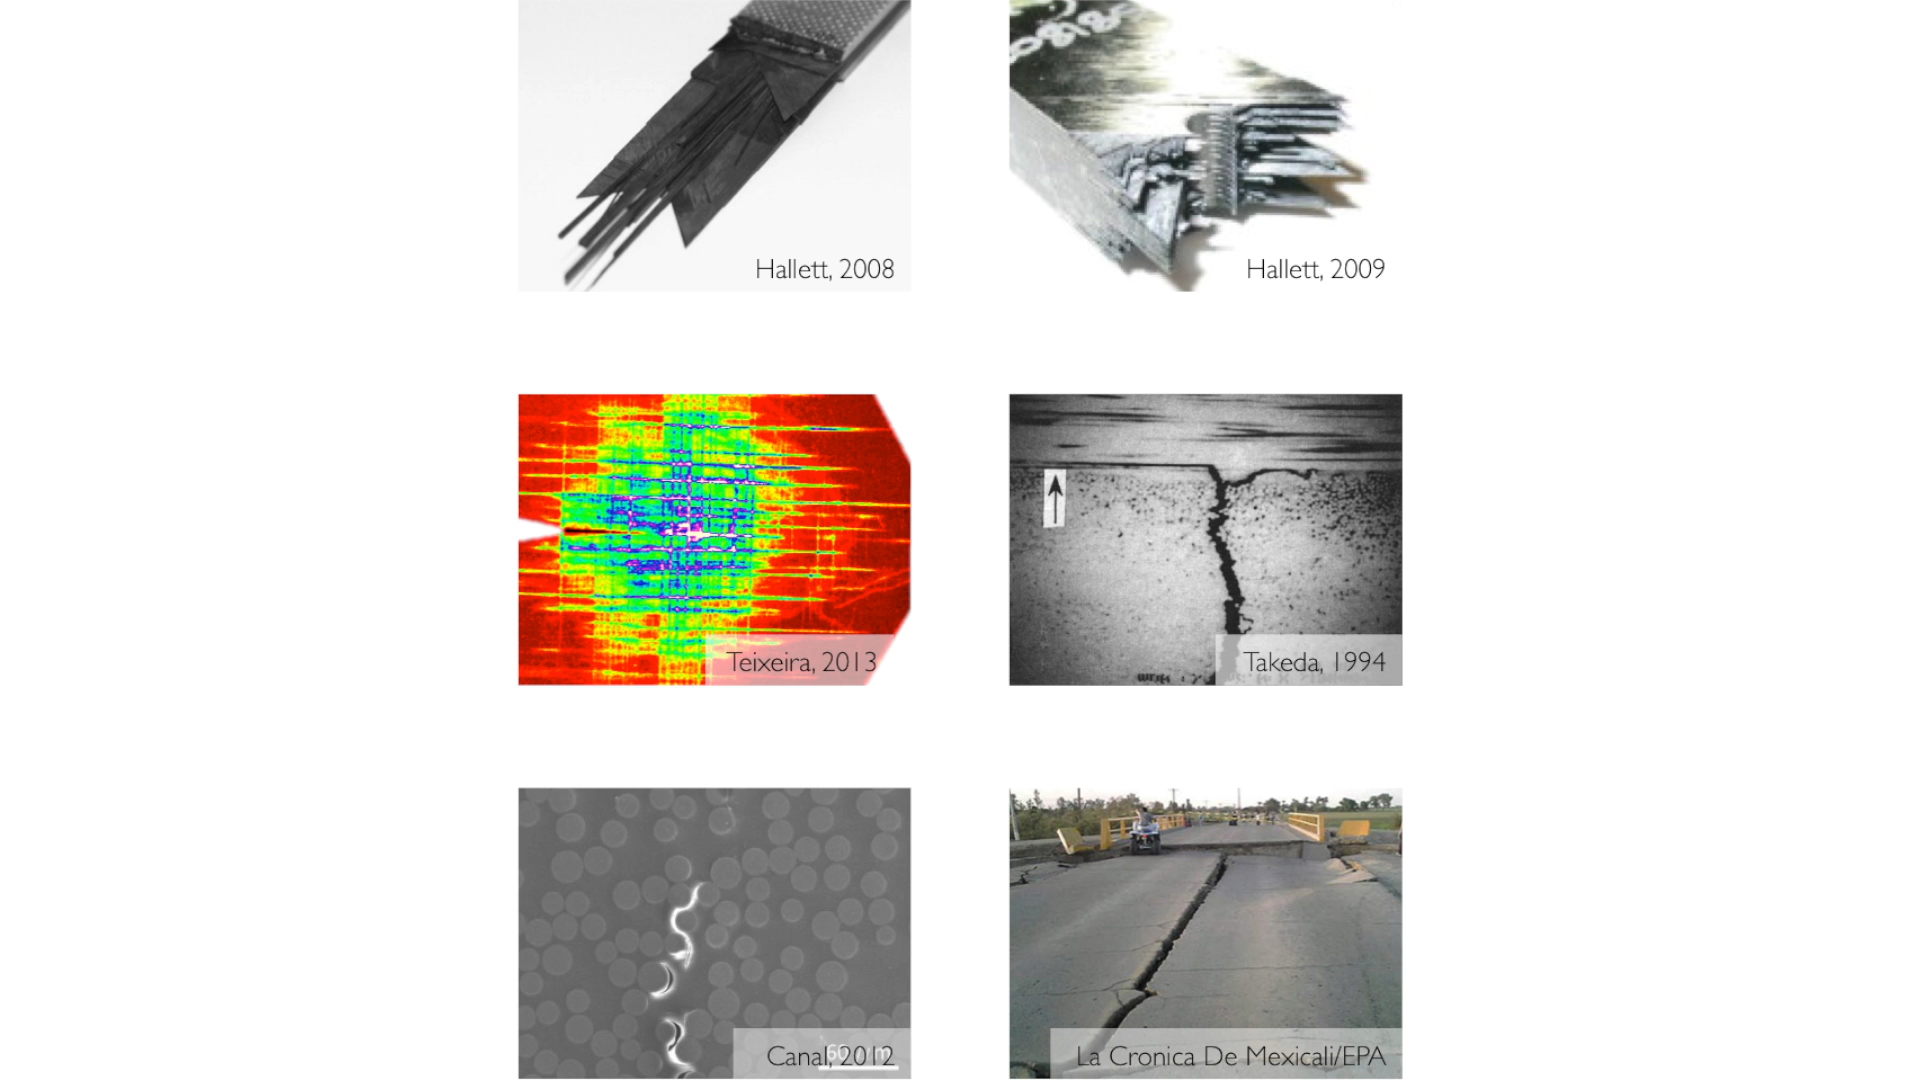 Hallett, 2008
Hallett, 2009
Teixeira, 2013
Takeda, 1994
Canal, 2012
La Cronica De Mexicali/EPA